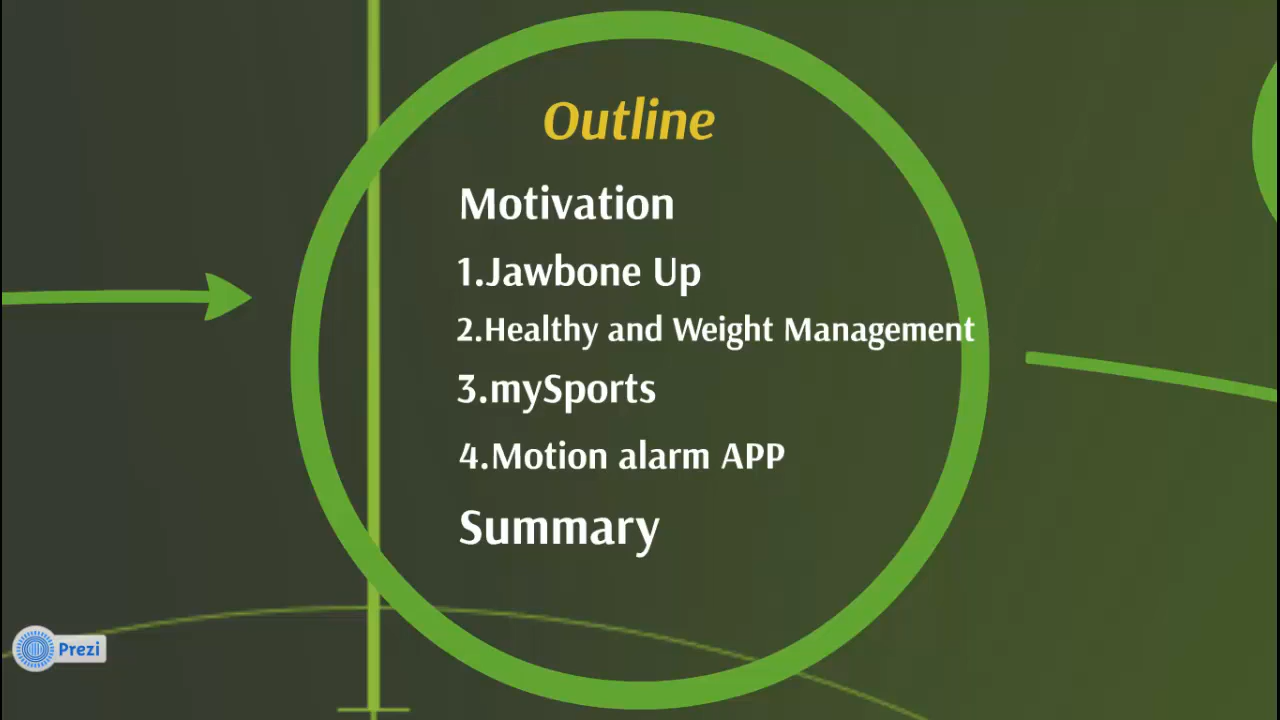 Outline
Motivation
1.Jawbone Up
2.Healthy and Weight Management
3.mySports
4.Motion alarm APP
Summary
Prezi